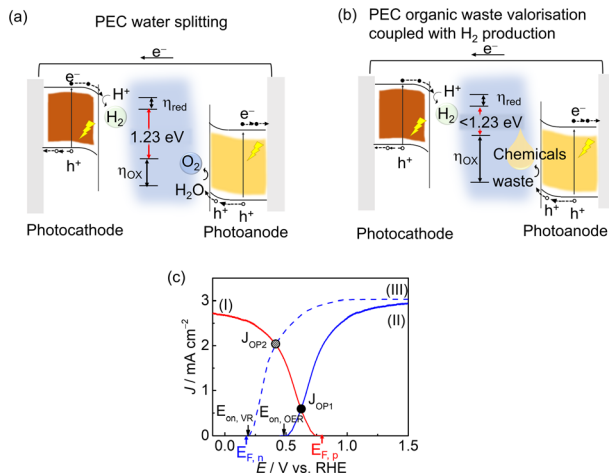 (a)
PEC water splitting
e⁻
e⁻
H⁺
H₂
h⁺
ηred
1.23 eV
ηOX
O₂
H₂O
e⁻
h⁺
h⁺
Photocathode
Photoanode
(b)
PEC organic waste valorisation
coupled with H₂ production
e⁻
e⁻
H⁺
H₂
h⁺
ηred
<1.23 eV
ηOX
Chemicals
waste
e⁻
h⁺
h⁺
Photocathode
Photoanode
(c)
J / mA cm⁻²
3
2
1
0
(I)
(III)
(II)
JOP2
JOP1
Eon, VR
Eon, OER
0.0
0.5
1.0
1.5
EF, n
EF, p
E / V vs. RHE